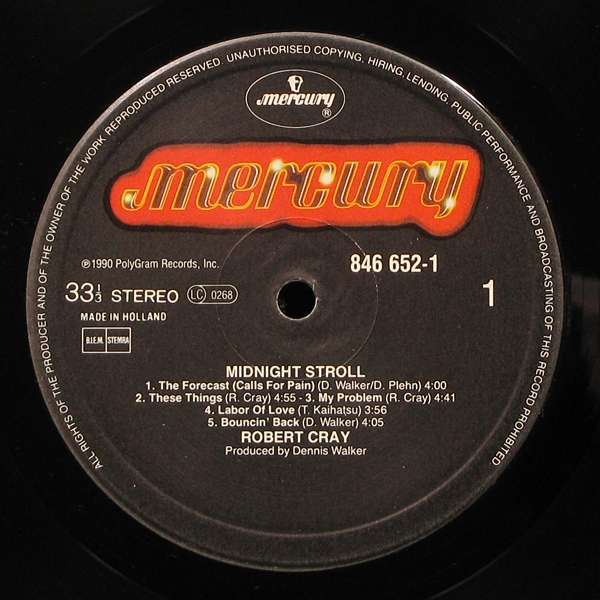 ALL RIGHTS OF THE PRODUCER AND OF THE OWNER OF THE WORK REPRODUCED RESERVED. UNAUTHORISED COPYING, HIRING, LENDING, PUBLIC PERFORMANCE AND BROADCASTING OF THIS RECORD PROHIBITED
mercury ®
mercury
℗1990 PolyGram Records, Inc.
846 652-1
33 1/3 STEREO LC 0268
1
MADE IN HOLLAND
B.I.E.M. STEMRA
MIDNIGHT STROLL
1. The Forecast (Calls For Pain) (D. Walker/D. Plehn) 4:00
2. These Things (R. Cray) 4:55 - 3. My Problem (R. Cray) 4:41
4. Labor Of Love (T. Kaihatsu) 3:56
5. Bouncin' Back (D. Walker) 4:05
ROBERT CRAY
Produced by Dennis Walker